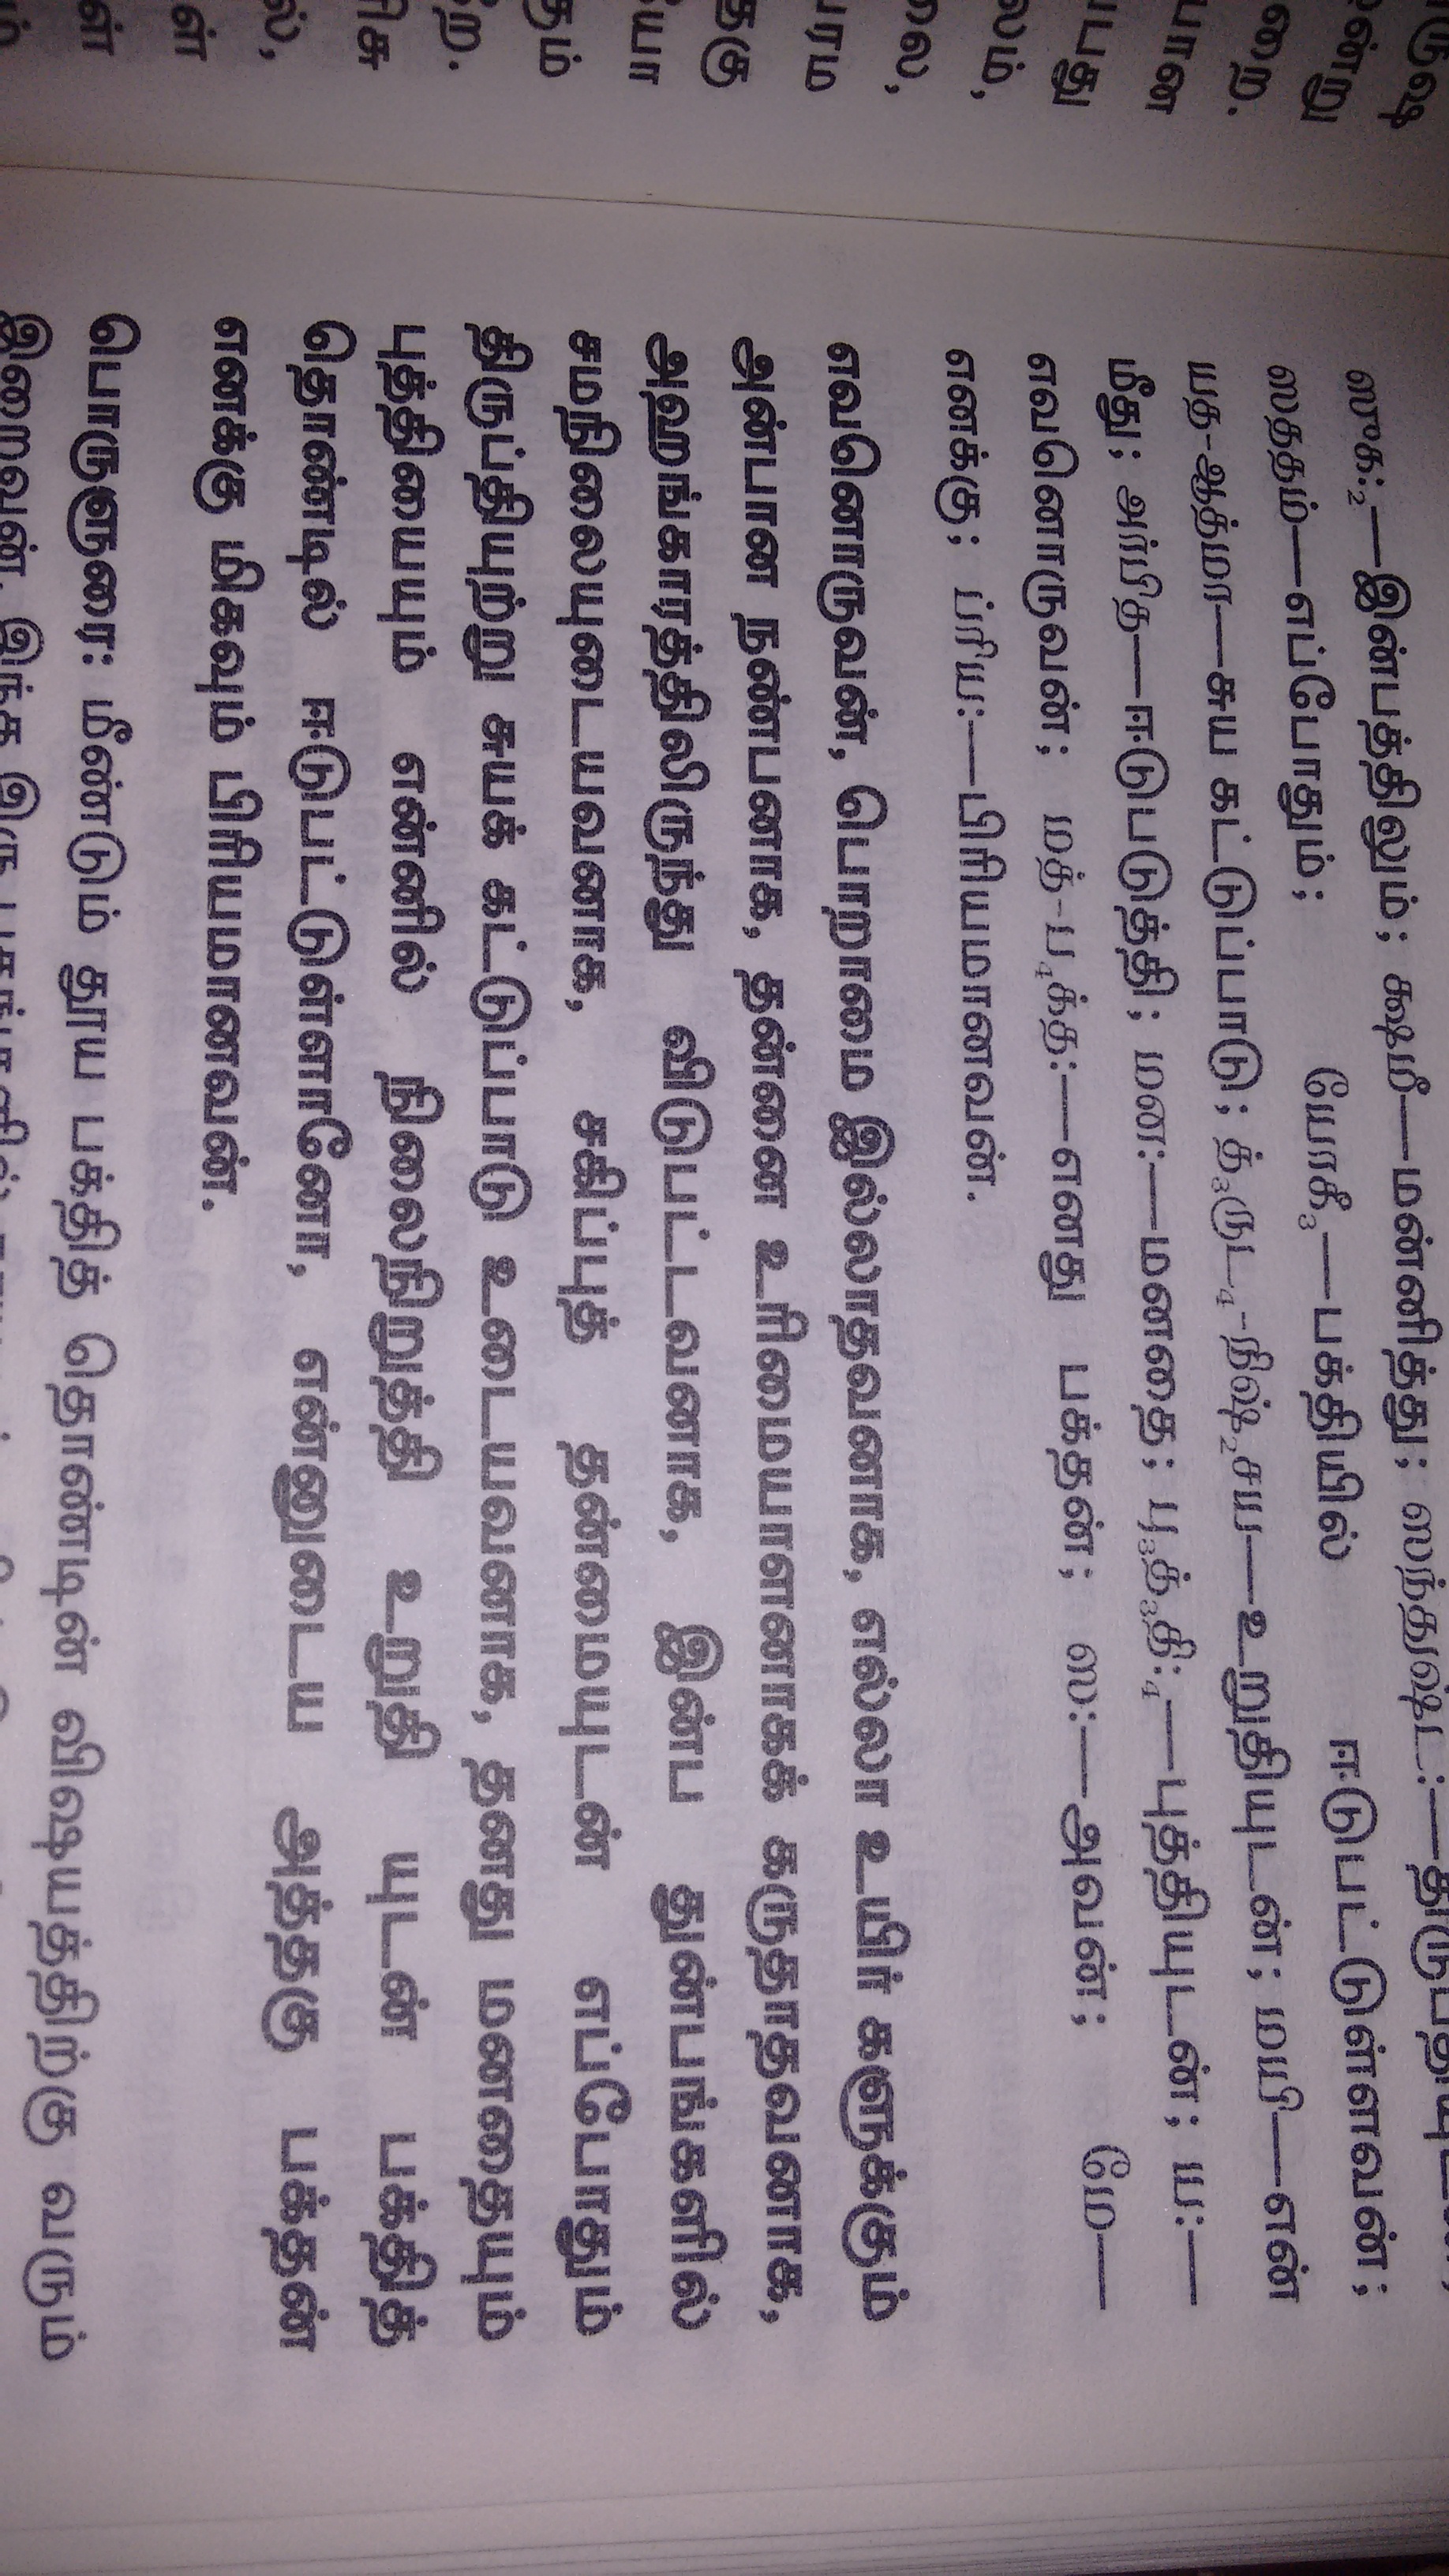 ஸுக:₂—இன்பத்திலும்; க்ஷமீ—மன்னித்து; ஸந்துஷ்ட:—திருப்தியுடன்;
ஸததம்—எப்போதும்; யோகீ₃—பக்தியில் ஈடுபட்டுள்ளவன்;
யத-ஆத்மா—சுய கட்டுப்பாடு; த்₃ருட₄-நிஷ்₂சய—உறுதியுடன்; மயி—என்
மீது; அர்பித—ஈடுபடுத்தி; மன:—மனதை; பு₃த்₃தி₄:—புத்தியுடன்; ய:—
எவனொருவன்; மத்-ப₄க்த:—எனது பக்தன்; ஸ:—அவன்; மே—
எனக்கு; ப்ரிய:—பிரியமானவன்.
எவனொருவன், பொறாமை இல்லாதவனாக, எல்லா உயிர் களுக்கும்
அன்பான நண்பனாக, தன்னை உரிமையாளனாகக் கருதாதவனாக,
அஹங்காரத்திலிருந்து விடுபட்டவனாக, இன்ப துன்பங்களில்
சமநிலையுடையவனாக, சகிப்புத் தன்மையுடன் எப்போதும்
திருப்தியுற்று சுயக் கட்டுப்பாடு உடையவனாக, தனது மனதையும்
புத்தியையும் என்னில் நிலைநிறுத்தி உறுதி யுடன் பக்தித்
தொண்டில் ஈடுபட்டுள்ளானோ, என்னுடைய அத்தகு பக்தன்
எனக்கு மிகவும் பிரியமானவன்.
பொருளுரை: மீண்டும் தூய பக்தித் தொண்டின் விஷயத்திற்கு வரும்
இறைவன், இந்த இரு